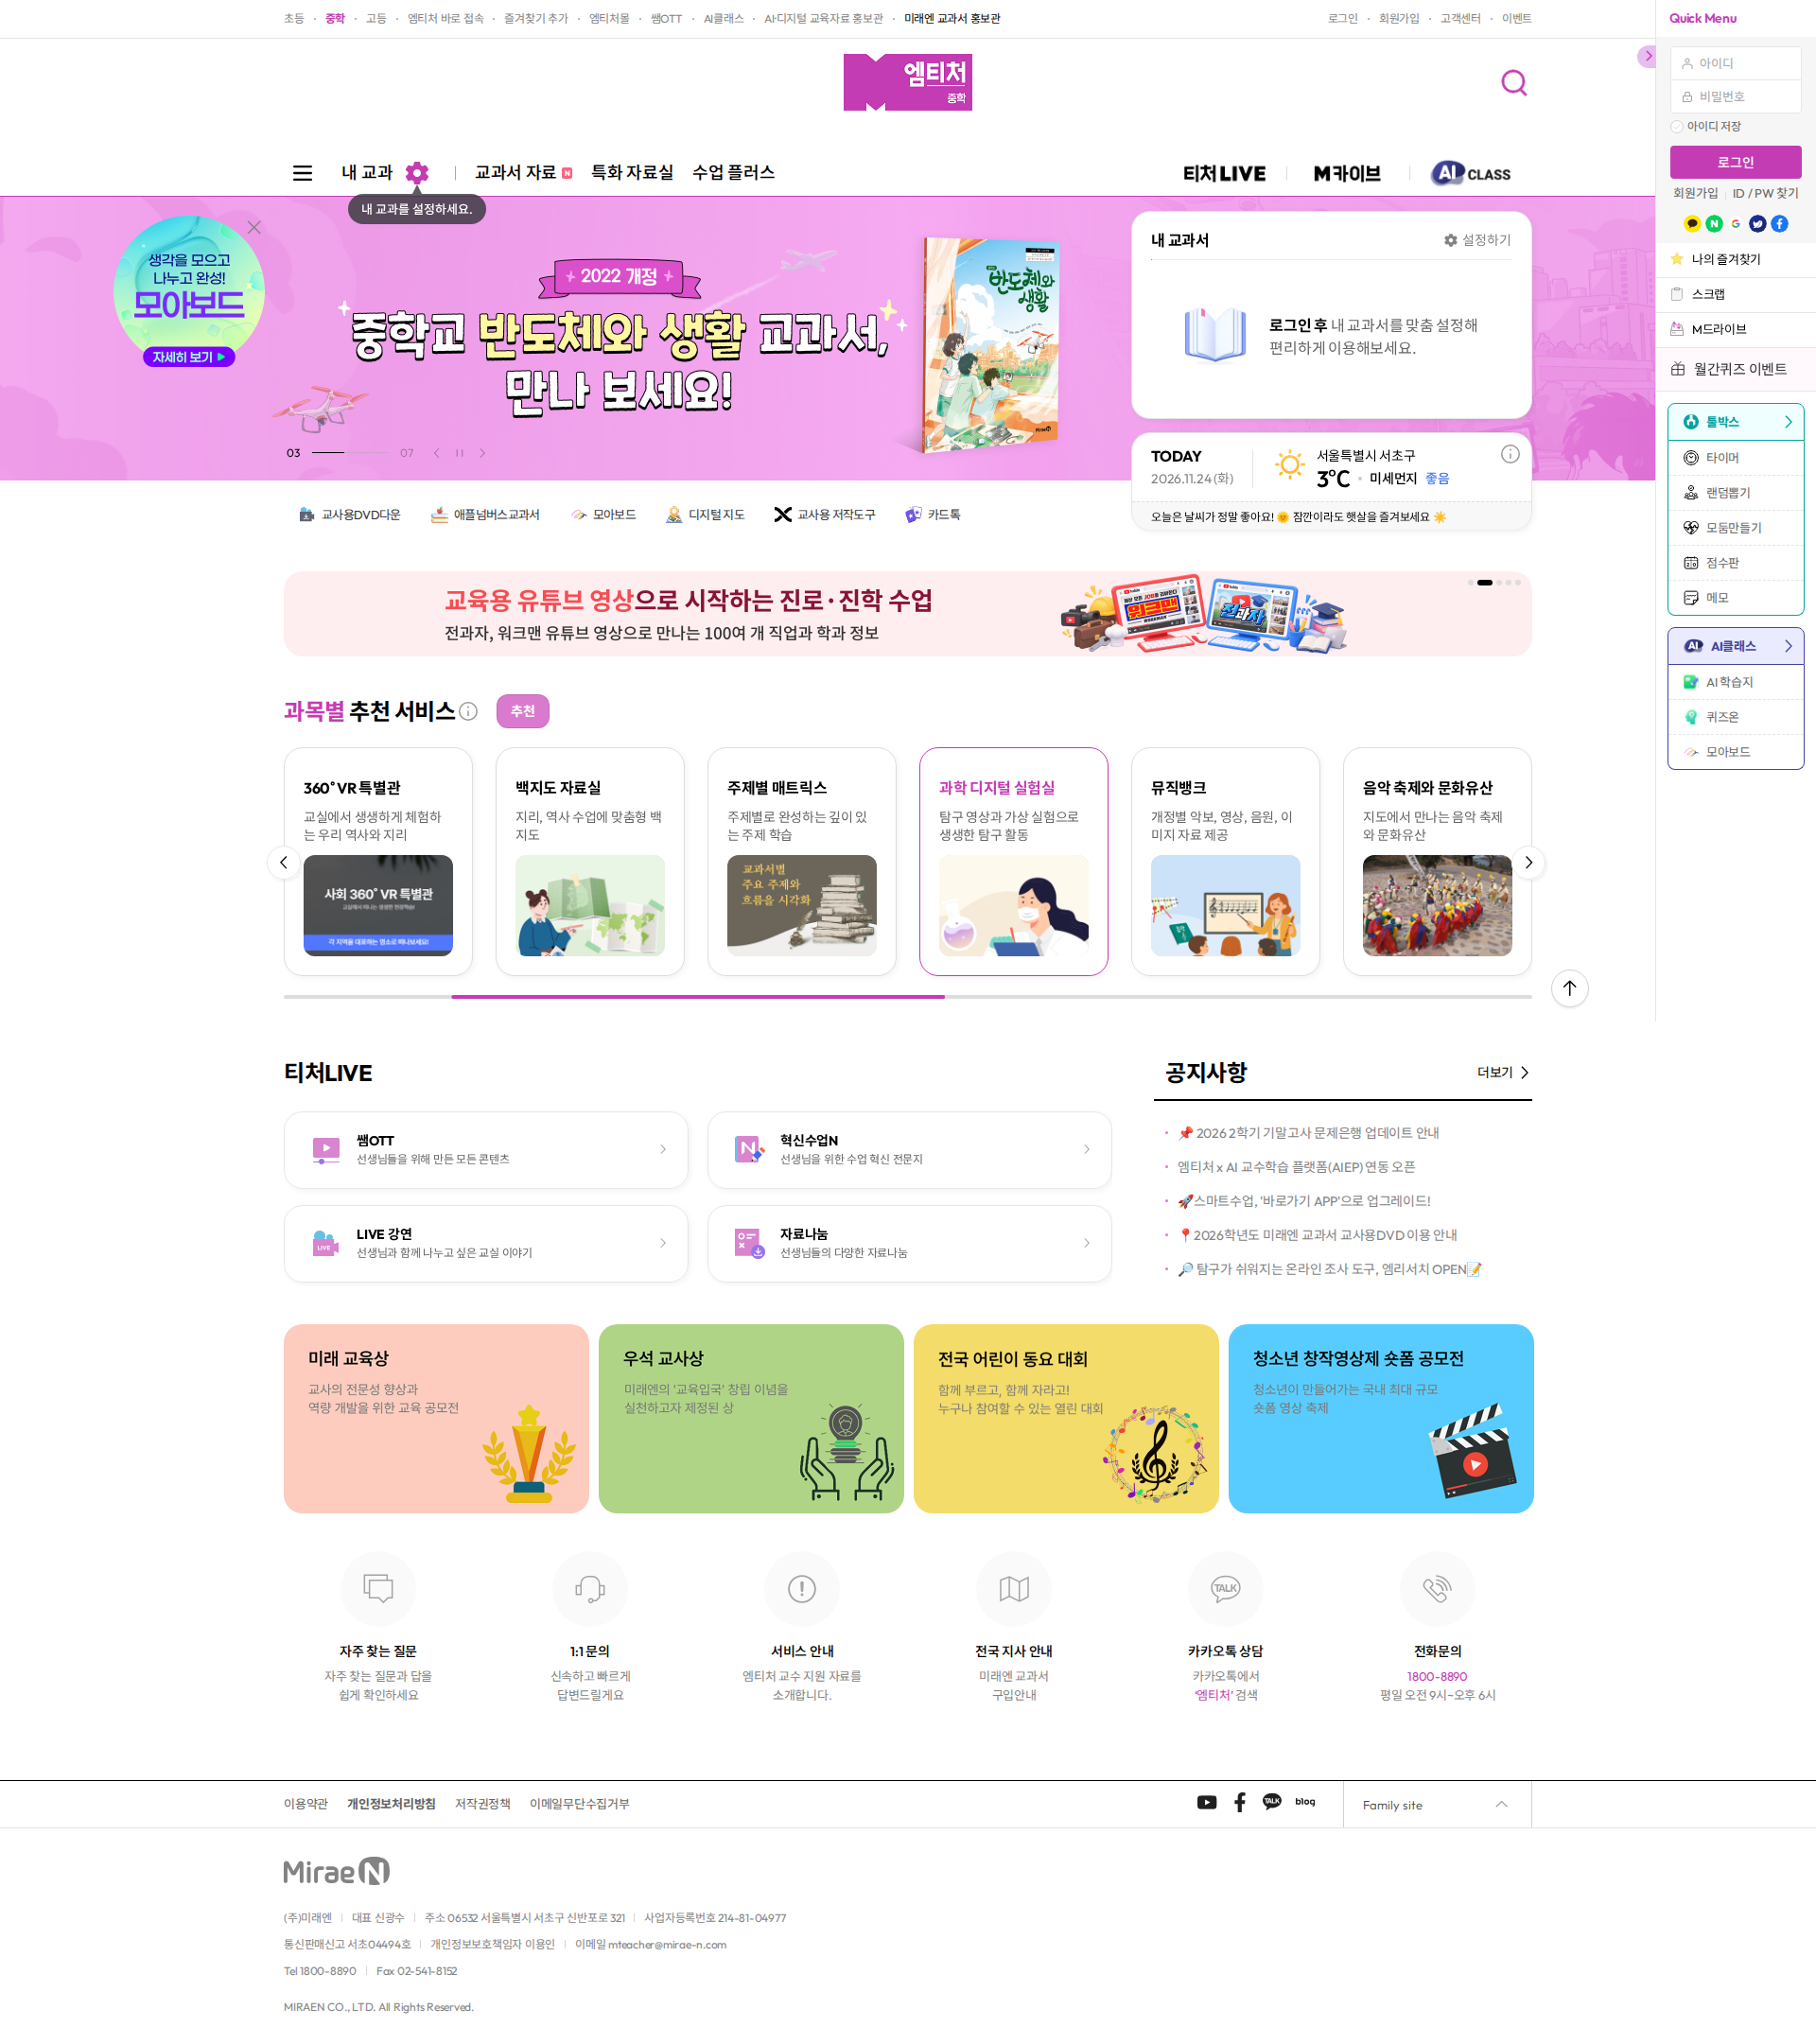 초등 · 중학 · 고등 · 엠티처 바로 접속 · 즐겨찾기 추가 · 엠티처몰 · 쌤OTT · AI클래스 · AI·디지털 교육자료 홍보관 · 미래엔 교과서 홍보관
로그인 · 회원가입 · 고객센터 · 이벤트
엠티처
중학
내 교과
교과서 자료 N
특화 자료실
수업 플러스
티처 LIVE
M카이브
AI CLASS
내 교과를 설정하세요.
생각을 모으고
나누고 완성!
모아보드
자세히 보기
2022 개정
중학교 반도체와 생활 교과서,
만나 보세요!
반도체와
생활
MiraeN
03
07
내 교과서
설정하기
로그인 후 내 교과서를 맞춤 설정해
편리하게 이용해보세요.
TODAY
2026.11.24 (화)
서울특별시 서초구
3℃ · 미세먼지 좋음
오늘은 날씨가 정말 좋아요! 🌞 잠깐이라도 햇살을 즐겨보세요 ☀️
교사용DVD다운
애플넘버스교과서
모아보드
디지털 지도
교사용 저작도구
카드톡
교육용 유튜브 영상으로 시작하는 진로·진학 수업
전과자, 워크맨 유튜브 영상으로 만나는 100여 개 직업과 학과 정보
워크맨
전과자
과목별 추천 서비스
추천
360˚ VR 특별관
교실에서 생생하게 체험하
는 우리 역사와 지리
사회 360˚ VR 특별관
각 지역을 대표하는 명소로 떠나보세요!
백지도 자료실
지리, 역사 수업에 맞춤형 백
지도
주제별 매트릭스
주제별로 완성하는 깊이 있
는 주제 학습
교과서별
주요 주제와
흐름을 시각화
과학 디지털 실험실
탐구 영상과 가상 실험으로
생생한 탐구 활동
뮤직뱅크
개정별 악보, 영상, 음원, 이
미지 자료 제공
음악 축제와 문화유산
지도에서 만나는 음악 축제
와 문화유산
티처LIVE
쌤OTT
선생님들을 위해 만든 모든 콘텐츠
혁신수업N
선생님을 위한 수업 혁신 전문지
LIVE
LIVE 강연
선생님과 함께 나누고 싶은 교실 이야기
자료나눔
선생님들의 다양한 자료나눔
공지사항
더보기
📌 2026 2학기 기말고사 문제은행 업데이트 안내
엠티처 x AI 교수학습 플랫폼(AIEP) 연동 오픈
🚀스마트수업, '바로가기 APP'으로 업그레이드!
📍2026학년도 미래엔 교과서 교사용DVD 이용 안내
🔎 탐구가 쉬워지는 온라인 조사 도구, 엠리서치 OPEN📝
미래 교육상
교사의 전문성 향상과
역량 개발을 위한 교육 공모전
우석 교사상
미래엔의 '교육입국' 창립 이념을
실천하고자 제정된 상
전국 어린이 동요 대회
함께 부르고, 함께 자라고!
누구나 참여할 수 있는 열린 대회
청소년 창작영상제 숏폼 공모전
청소년이 만들어가는 국내 최대 규모
숏폼 영상 축제
자주 찾는 질문
자주 찾는 질문과 답을
쉽게 확인하세요
1:1 문의
신속하고 빠르게
답변드릴게요
서비스 안내
엠티처 교수 지원 자료를
소개합니다.
전국 지사 안내
미래엔 교과서
구입안내
TALK
카카오톡 상담
카카오톡에서
'엠티처' 검색
전화문의
1800-8890
평일 오전 9시~오후 6시
이용약관
개인정보처리방침
저작권정책
이메일무단수집거부
TALK
blog
Family site
MiraeN
(주)미래엔 | 대표 신광수 | 주소 06532 서울특별시 서초구 신반포로 321 | 사업자등록번호 214-81-04977
통신판매신고 서초04494호 | 개인정보보호책임자 이용인 | 이메일 mteacher@mirae-n.com
Tel 1800-8890 | Fax 02-541-8152
MIRAEN CO., LTD. All Rights Reserved.
Quick Menu
아이디
비밀번호
아이디 저장
로그인
회원가입 | ID / PW 찾기
나의 즐겨찾기
스크랩
M드라이브
월간퀴즈 이벤트
툴박스
타이머
랜덤뽑기
모둠만들기
점수판
메모
AI클래스
AI 학습지
퀴즈온
모아보드